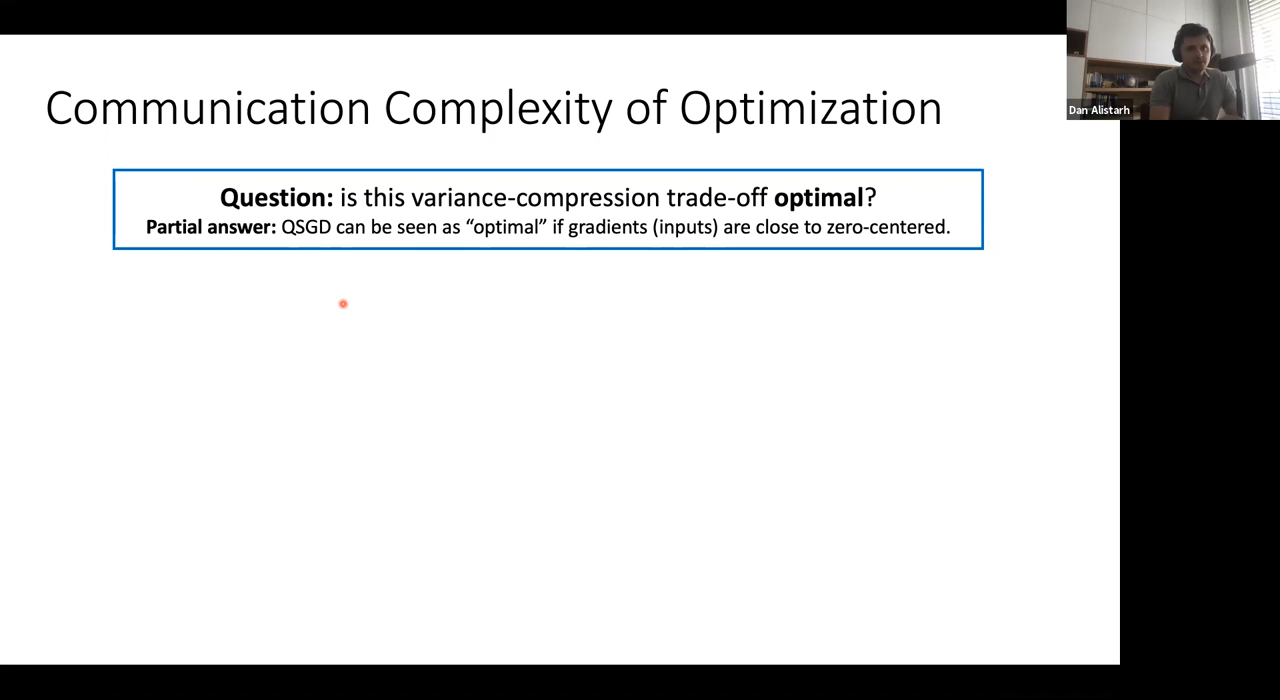 Communication Complexity of Optimization
Dan Alistarh
Question: is this variance-compression trade-off optimal?
Partial answer: QSGD can be seen as “optimal” if gradients (inputs) are close to zero-centered.